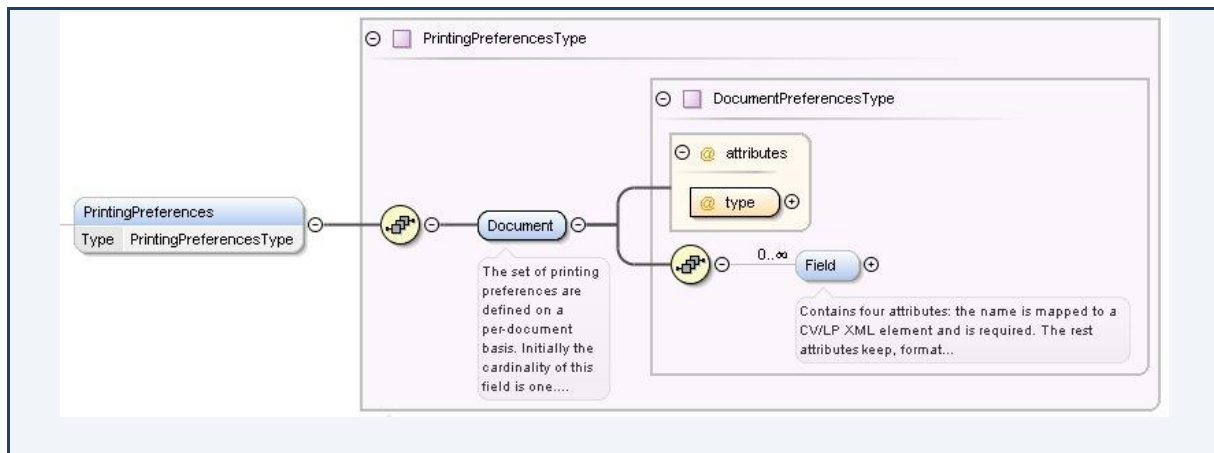 PrintingPreferencesType
DocumentPreferencesType
@ attributes
@ type
PrintingPreferences
Type PrintingPreferencesType
Document
0..∞
Field
The set of printing
preferences are
defined on a
per-document
basis. Initially the
cardinality of this
field is one....
Contains four attributes: the name is mapped to a
CV/LP XML element and is required. The rest
attributes keep, format...